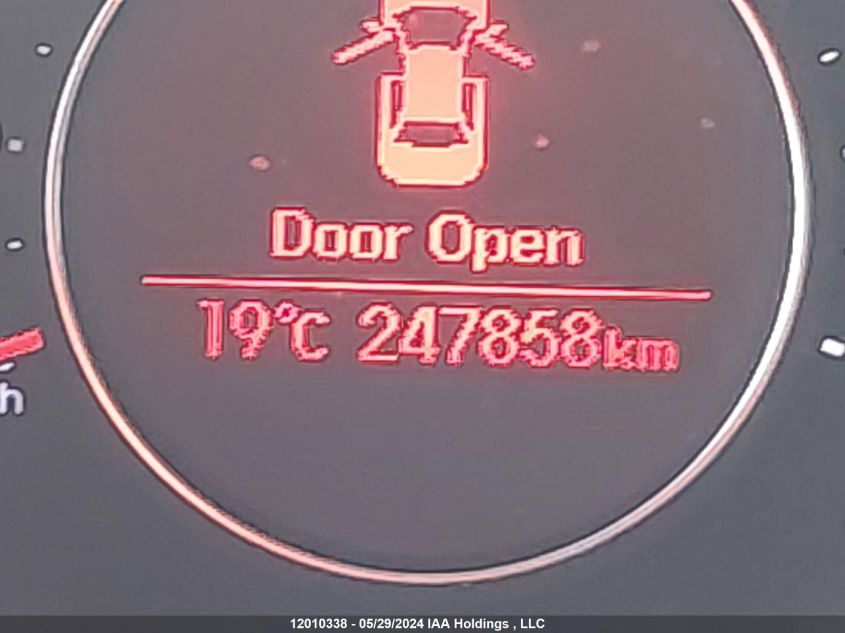 Door Open
19°C 247858km
h
12010338 - 05/29/2024 IAA Holdings , LLC